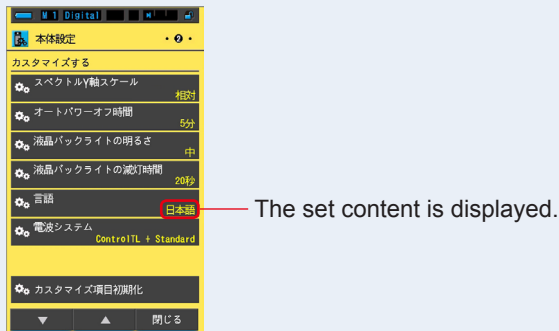 M 1 Digital
本体設定
・❷・
カスタマイズする
スペクトルY軸スケール
相対
オートパワーオフ時間
5分
液晶バックライトの明るさ
中
液晶バックライトの減灯時間
20秒
言語
日本語
The set content is displayed.
電波システム
ControlTL + Standard
カスタマイズ項目初期化
▼ ▲ 閉じる